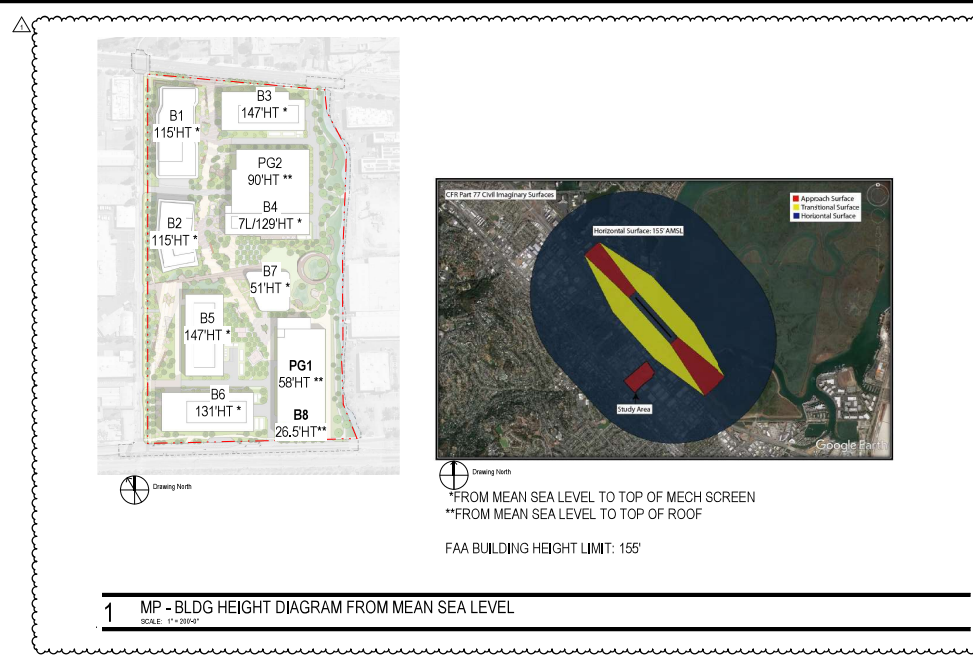 1
B1
115'HT *
B3
147'HT *
PG2
90'HT **
B4
7L/129'HT *
B2
115'HT *
B7
51'HT *
B5
147'HT *
PG1
58'HT **
B6
131'HT *
B8
26.5'HT**
Drawing North
CFR Part 77 Civil Imaginary Surfaces
Approach Surface
Transitional Surface
Horizontal Surface
Horizontal Surface: 155' AMSL
Study Area
Google Earth
Drawing North
*FROM MEAN SEA LEVEL TO TOP OF MECH SCREEN
**FROM MEAN SEA LEVEL TO TOP OF ROOF
FAA BUILDING HEIGHT LIMIT: 155'
1 MP - BLDG HEIGHT DIAGRAM FROM MEAN SEA LEVEL
SCALE: 1" = 200'-0"